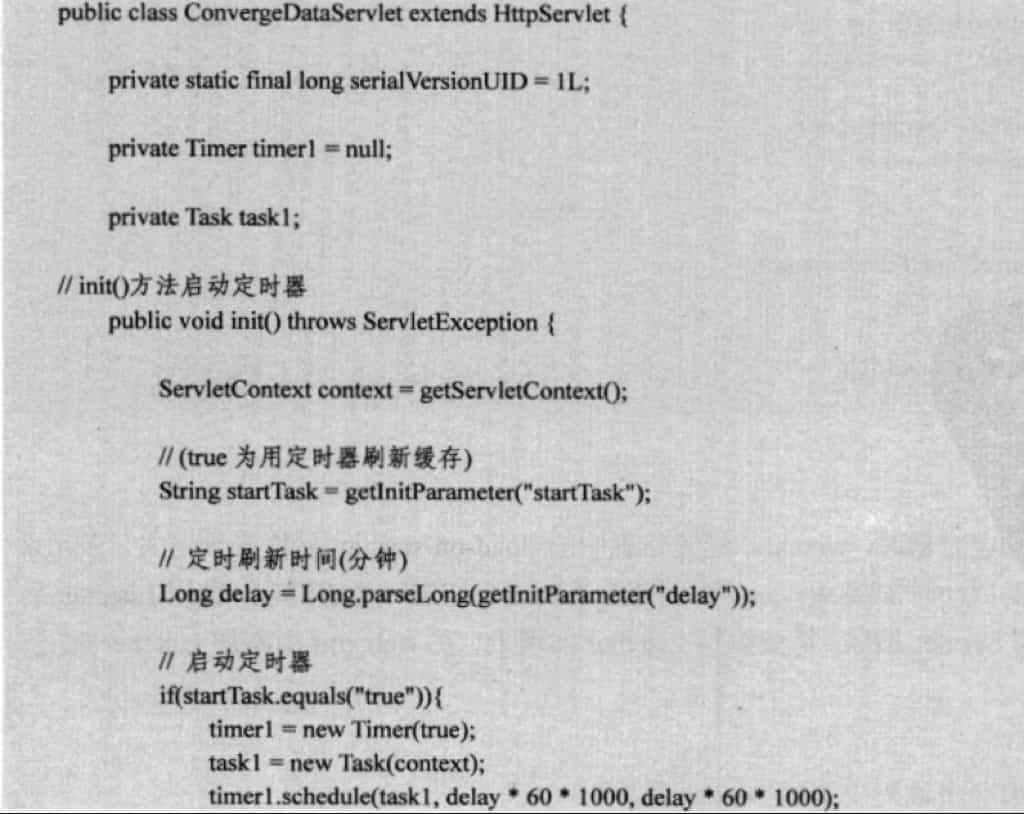 public class ConvergeDataServlet extends HttpServlet {
private static final long serialVersionUID = 1L;
private Timer timer1 = null;
private Task task1;
// init()方法启动定时器
public void init() throws ServletException {
ServletContext context = getServletContext();
// (true 为用定时器刷新缓存)
String startTask = getInitParameter("startTask");
// 定时刷新时间(分钟)
Long delay = Long.parseLong(getInitParameter("delay"));
// 启动定时器
if(startTask.equals("true")){
timer1 = new Timer(true);
task1 = new Task(context);
timer1.schedule(task1, delay * 60 * 1000, delay * 60 * 1000);